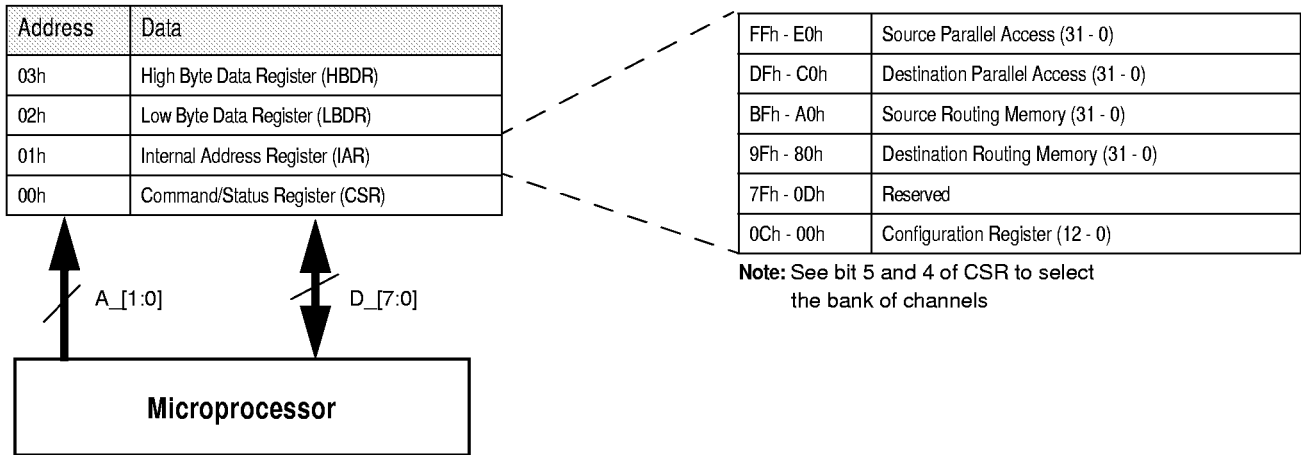 Address Data
03h High Byte Data Register (HBDR)
02h Low Byte Data Register (LBDR)
01h Internal Address Register (IAR)
00h Command/Status Register (CSR)
A_[1:0]
D_[7:0]
Microprocessor
FFh - E0h Source Parallel Access (31 - 0)
DFh - C0h Destination Parallel Access (31 - 0)
BFh - A0h Source Routing Memory (31 - 0)
9Fh - 80h Destination Routing Memory (31 - 0)
7Fh - 0Dh Reserved
0Ch - 00h Configuration Register (12 - 0)
Note: See bit 5 and 4 of CSR to select
the bank of channels